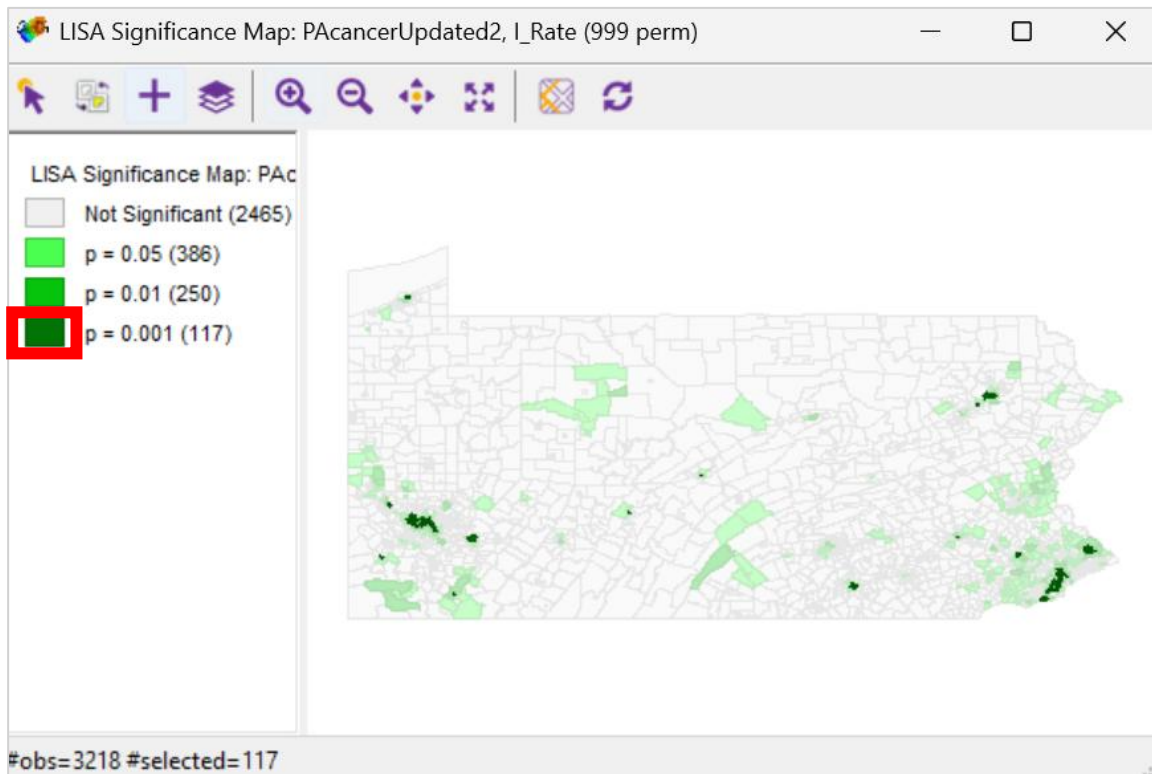 LISA Significance Map: PAcancerUpdated2, I_Rate (999 perm)
LISA Significance Map: PAc
Not Significant (2465)
p = 0.05 (386)
p = 0.01 (250)
p = 0.001 (117)
#obs=3218 #selected=117